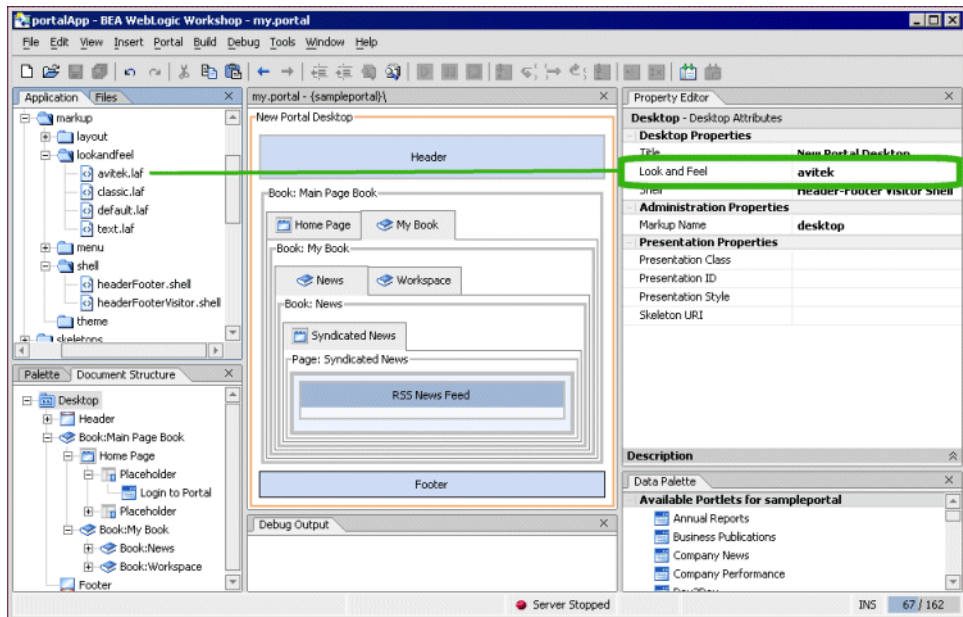 portalApp - BEA WebLogic Workshop - my.portal
File Edit View Insert Portal Build Debug Tools Window Help
Application Files
markup
layout
lookandfeel
avitek.laf
classic.laf
default.laf
text.laf
menu
shell
headerFooter.shell
headerFooterVisitor.shell
theme
skeletons
Palette Document Structure
Desktop
Header
Book:Main Page Book
Home Page
Placeholder
Login to Portal
Placeholder
Book:My Book
Book:News
Book:Workspace
Footer
my.portal - {sampleportal}\
New Portal Desktop
Header
Book: Main Page Book
Home Page My Book
Book: My Book
News Workspace
Book: News
Syndicated News
Page: Syndicated News
RSS News Feed
Footer
Debug Output
Property Editor
Desktop - Desktop Attributes
Desktop Properties
Title New Portal Desktop
Look and Feel avitek
Shell Header-Footer Visitor Shell
Administration Properties
Markup Name desktop
Presentation Properties
Presentation Class
Presentation ID
Presentation Style
Skeleton URI
Description
Data Palette
Available Portlets for sampleportal
Annual Reports
Business Publications
Company News
Company Performance
Day2Day
Server Stopped
INS 67 / 162